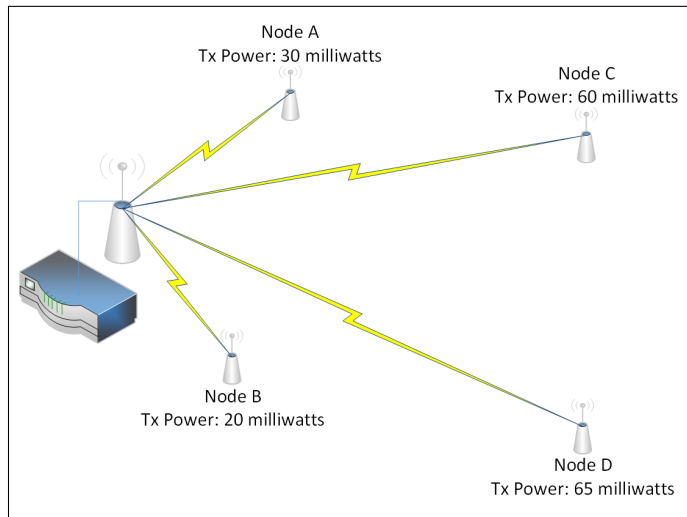 Node A
Tx Power: 30 milliwatts
Node C
Tx Power: 60 milliwatts
Node B
Tx Power: 20 milliwatts
Node D
Tx Power: 65 milliwatts